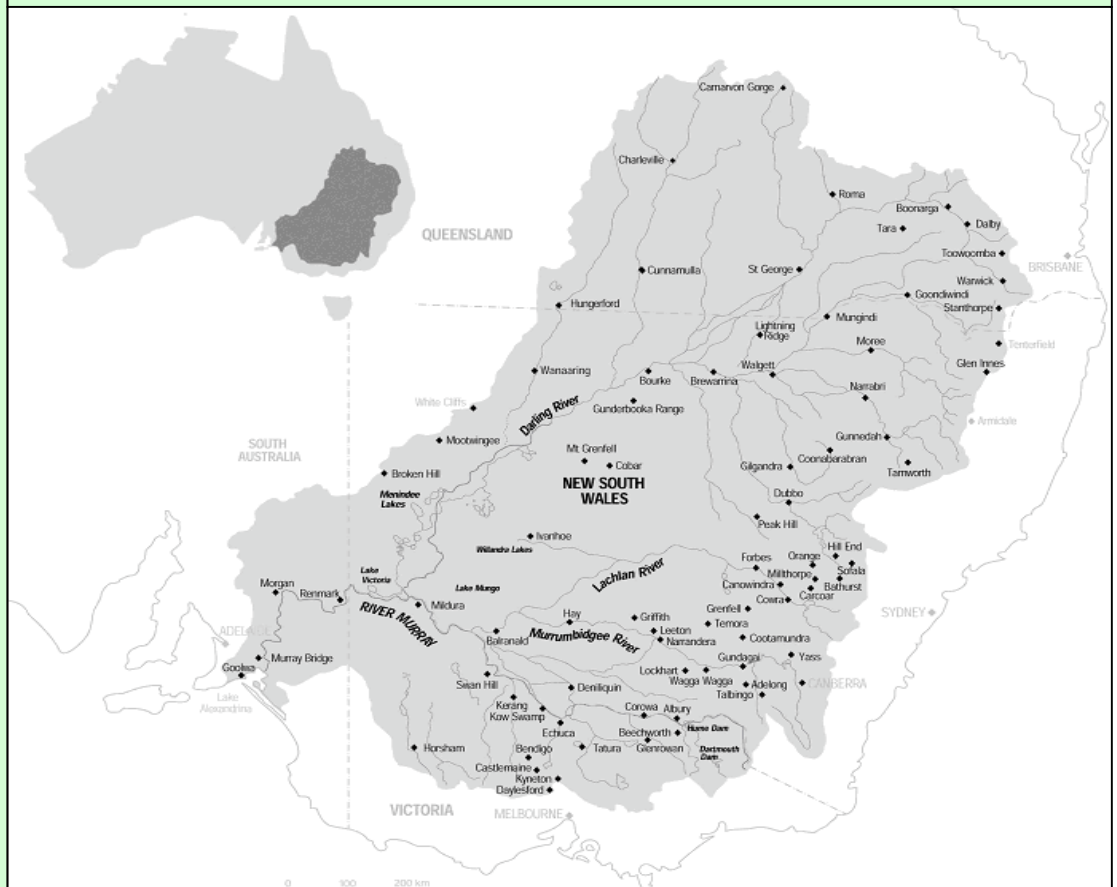 Carnarvon Gorge
Charleville
Roma
Boonarga
Dalby
Tara
QUEENSLAND
Toowoomba
BRISBANE
Cunnamulla
St George
Warwick
Goondiwindi
Hungerford
Stanthorpe
Mungindi
Lightning
Ridge
Moree
Tenterfield
Glen Innes
Walgett
Wanaaring
Bourke
Brewarrina
Narrabri
White Cliffs
Darling River
Gunderbooka Range
Armidale
Mootwingee
Gunnedah
SOUTH
AUSTRALIA
Mt Grenfell
Cobar
Coonabarabran
Gilgandra
Tamworth
Broken Hill
NEW SOUTH
WALES
Menindee
Lakes
Dubbo
Peak Hill
Ivanhoe
Willandra Lakes
Hill End
Orange
Forbes
Sofala
Millthorpe
Lake
Victoria
Lachlan River
Canowindra
Bathurst
Carcoar
Morgan
Renmark
Lake Mungo
Cowra
Mildura
RIVER MURRAY
Hay
Grenfell
SYDNEY
Griffith
Temora
ADELAIDE
Balranald
Murrumbidgee River
Leeton
Narrandera
Cootamundra
Murray Bridge
Goolwa
Gundagai
Yass
Lockhart
Wagga Wagga
Swan Hill
Deniliquin
Adelong
CANBERRA
Talbingo
Lake
Alexandrina
Kerang
Kow Swamp
Corowa
Albury
Echuca
Beechworth
Hume Dam
Horsham
Bendigo
Tatura
Glenrowan
Dartmouth
Dam
Castlemaine
Kyneton
Daylesford
VICTORIA
MELBOURNE
0 100 200 km